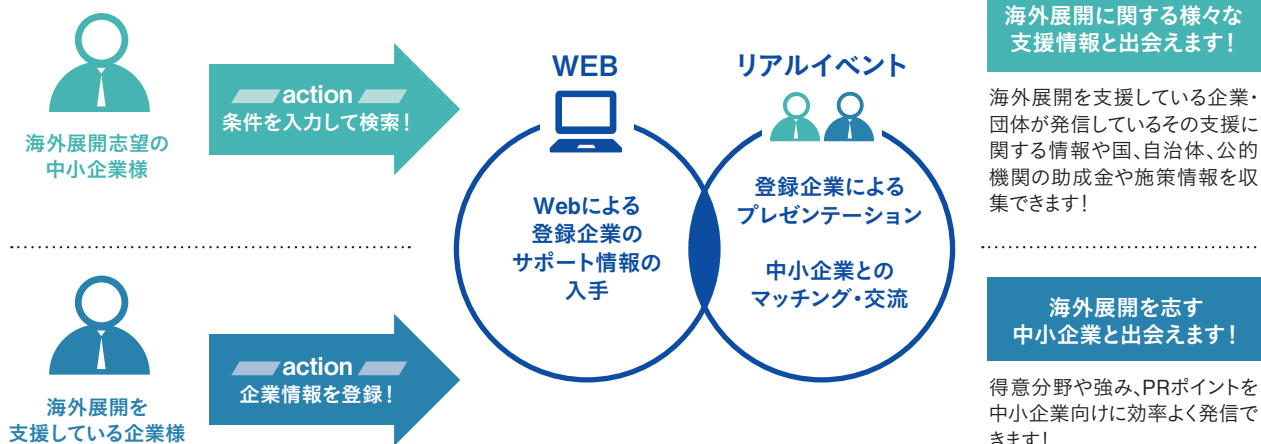 海外展開志望の
中小企業様
action
条件を入力して検索！
海外展開を
支援している企業様
action
企業情報を登録！
WEB
Webによる
登録企業の
サポート情報の
入手
リアルイベント
登録企業による
プレゼンテーション
中小企業との
マッチング・交流
海外展開に関する様々な
支援情報と出会えます！
海外展開を支援している企業・
団体が発信しているその支援に
関する情報や国、自治体、公的
機関の助成金や施策情報を収
集できます！
海外展開を志す
中小企業と出会えます！
得意分野や強み、PRポイントを
中小企業向けに効率よく発信で
きます！